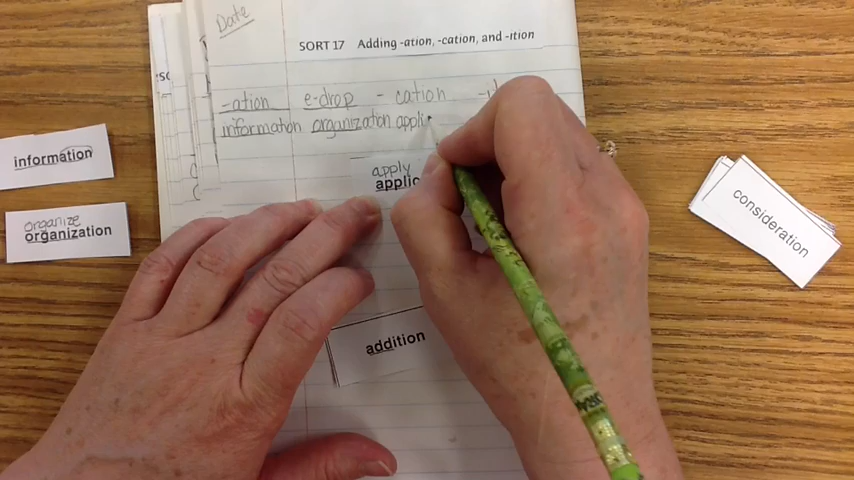 Date
SORT 17 Adding -ation, -cation, and -ition
-ation e-drop -cation
information organization appli
information
organize
organization
apply
applic
addition
consideration